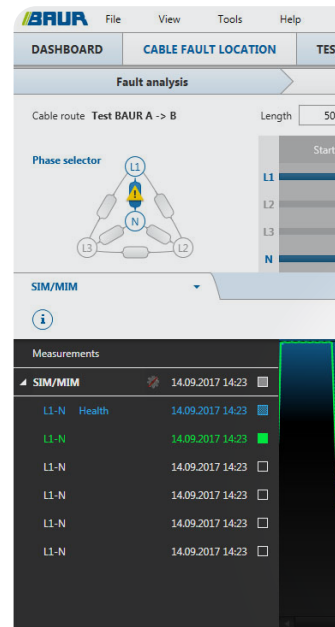 BAUR File View Tools Help
DASHBOARD CABLE FAULT LOCATION TES
Fault analysis
Cable route Test BAUR A -> B Length 50
Phase selector
Start
L1
L1
N
L2
L3
L3 L2
N
SIM/MIM
i
Measurements
SIM/MIM 14.09.2017 14:23
L1-N Health 14.09.2017 14:23
L1-N 14.09.2017 14:23
L1-N 14.09.2017 14:23
L1-N 14.09.2017 14:23
L1-N 14.09.2017 14:23
L1-N 14.09.2017 14:23